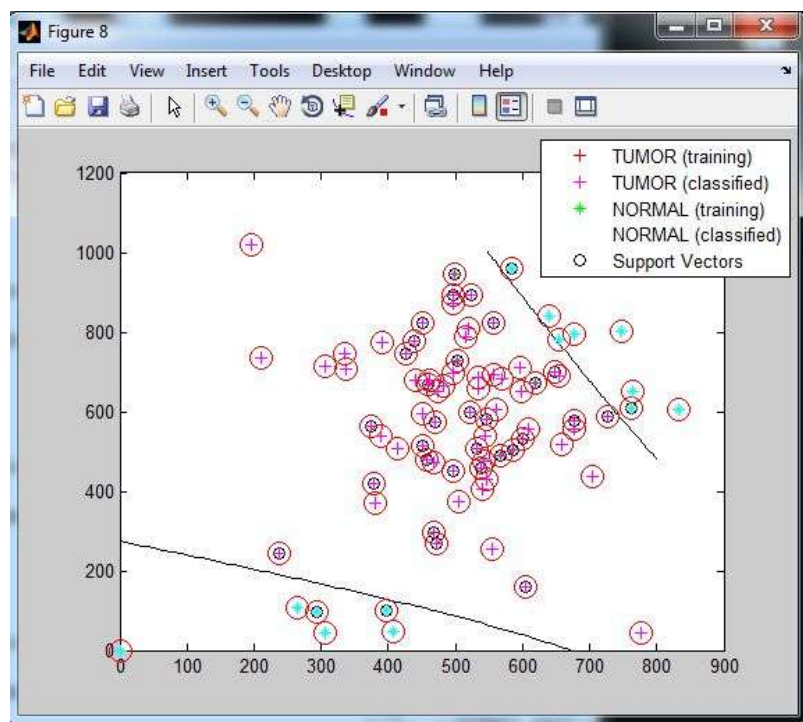 Figure 8
File Edit View Insert Tools Desktop Window Help
TUMOR (training)
TUMOR (classified)
NORMAL (training)
NORMAL (classified)
Support Vectors
1200
1000
800
600
400
200
0
0 100 200 300 400 500 600 700 800 900